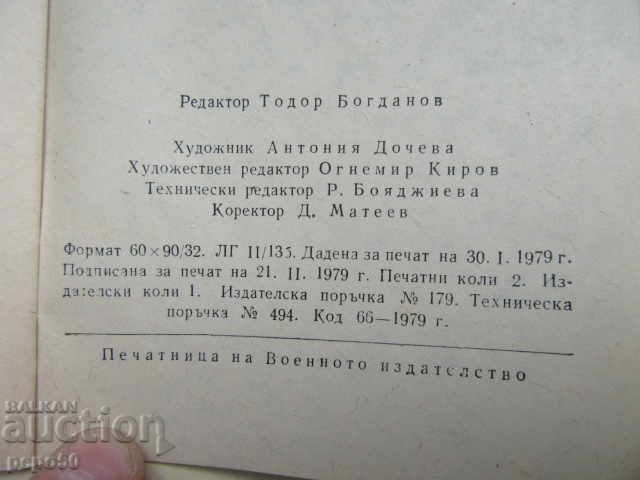 Редактор Тодор Богданов
Художник Антония Дочева
Художествен редактор Огнемир Киров
Технически редактор Р. Бояджиева
Коректор Д. Матеев
Формат 60×90/32. ЛГ II/135. Дадена за печат на 30. I. 1979 г.
Подписана за печат на 21. II. 1979 г. Печатни коли 2. Из-
дателски коли 1. Издателска поръчка № 179. Техническа
поръчка № 494. Код 66—1979 г.
Печатница на Военното издателство
BALKAN
auction
pepo50